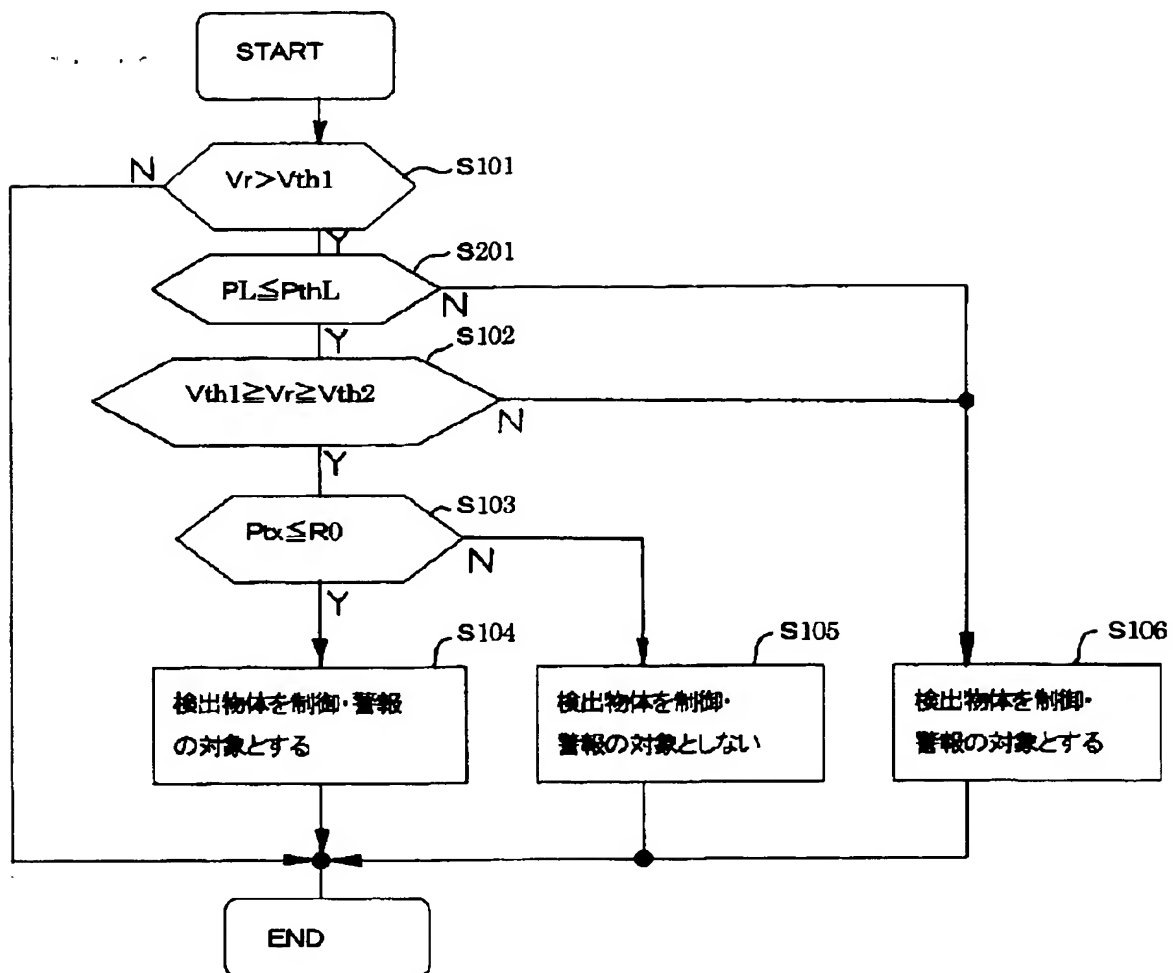 START
N
Vr>Vth1
S101
Y
S201
PL≦PthL
N
Y
S102
Vth1≧Vr≧Vth2
N
Y
S103
Ptx≦R0
N
Y
S104
検出物体を制御・警報
の対象とする
S105
検出物体を制御・
警報の対象としない
S106
検出物体を制御・
警報の対象とする
END